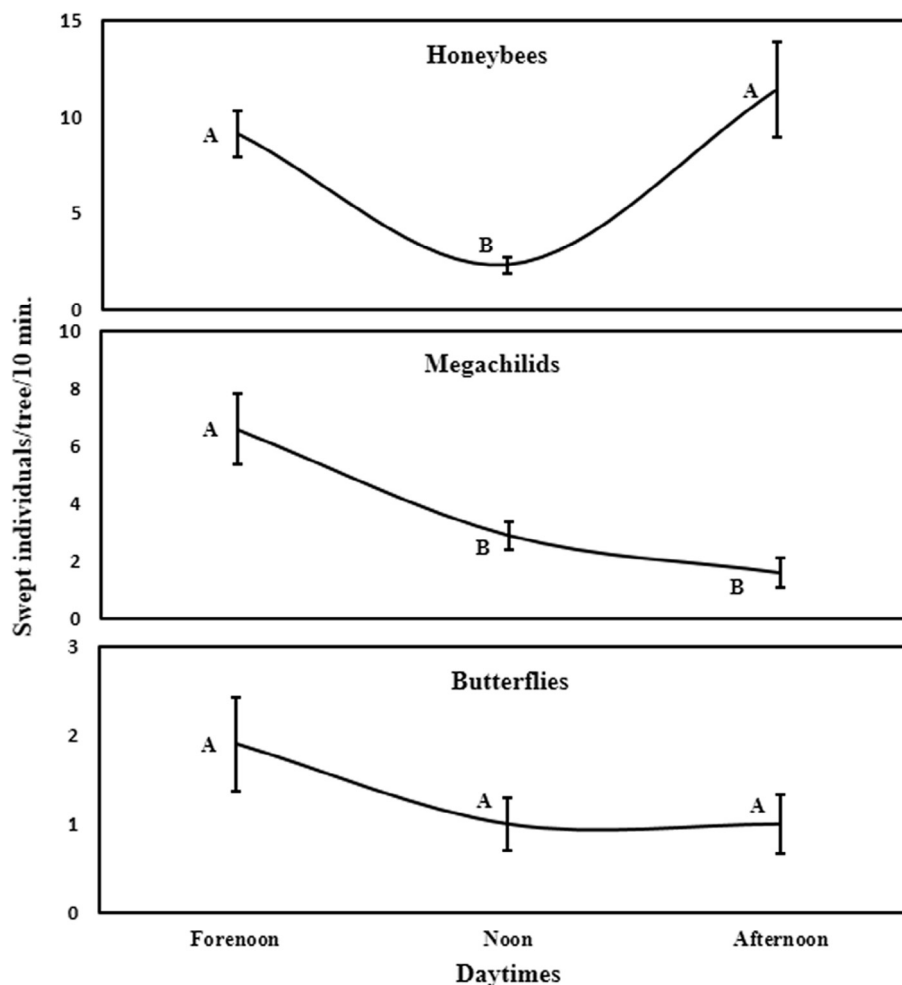 15
Honeybees
A
A
10
5
B
0
Swept individuals/tree/10 min.
10
Megachilids
8
A
6
4
B
2
B
0
3
Butterflies
2
A
A
A
1
0
Forenoon Noon Afternoon
Daytimes